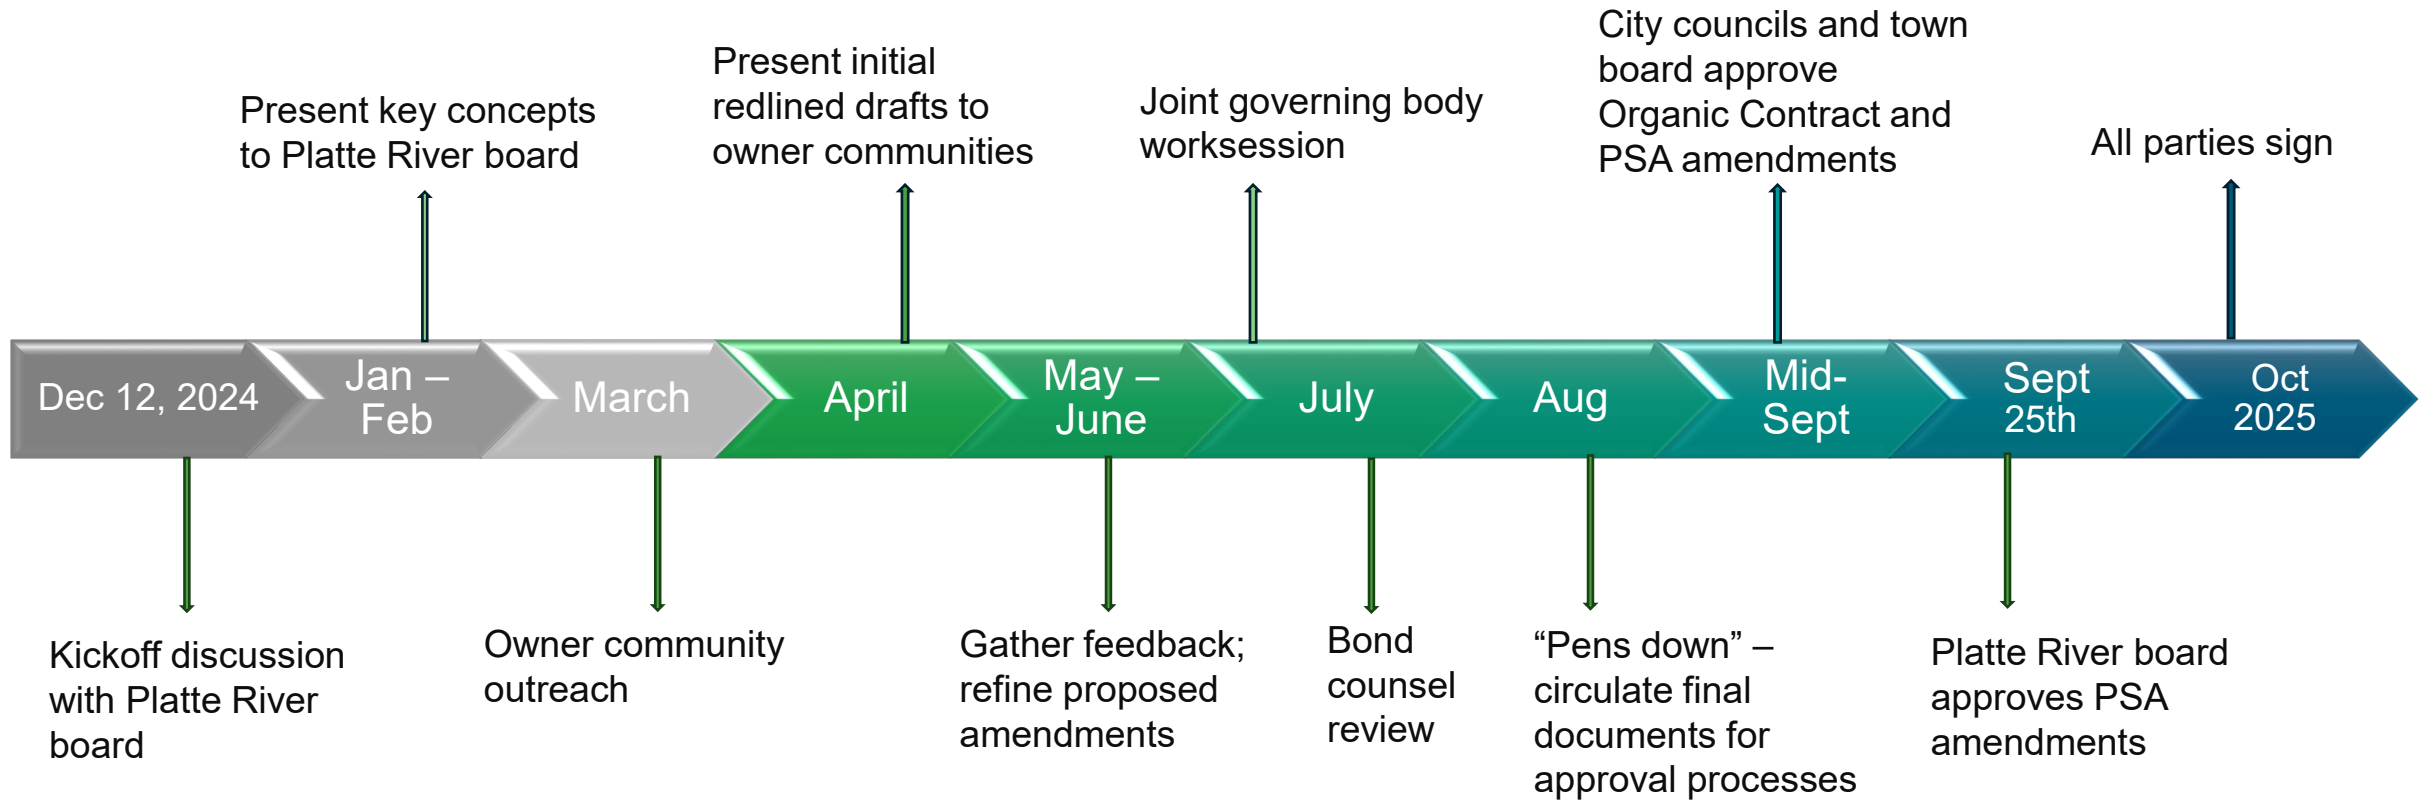 City councils and town
board approve
Organic Contract and
PSA amendments
Present initial
redlined drafts to
owner communities
Present key concepts
to Platte River board
Joint governing body
worksession
All parties sign
Dec 12, 2024
Jan –
Feb
March
April
May –
June
July
Aug
Mid-
Sept
Sept
25th
Oct
2025
Kickoff discussion
with Platte River
board
Owner community
outreach
Gather feedback;
refine proposed
amendments
Bond
counsel
review
“Pens down” –
circulate final
documents for
approval processes
Platte River board
approves PSA
amendments